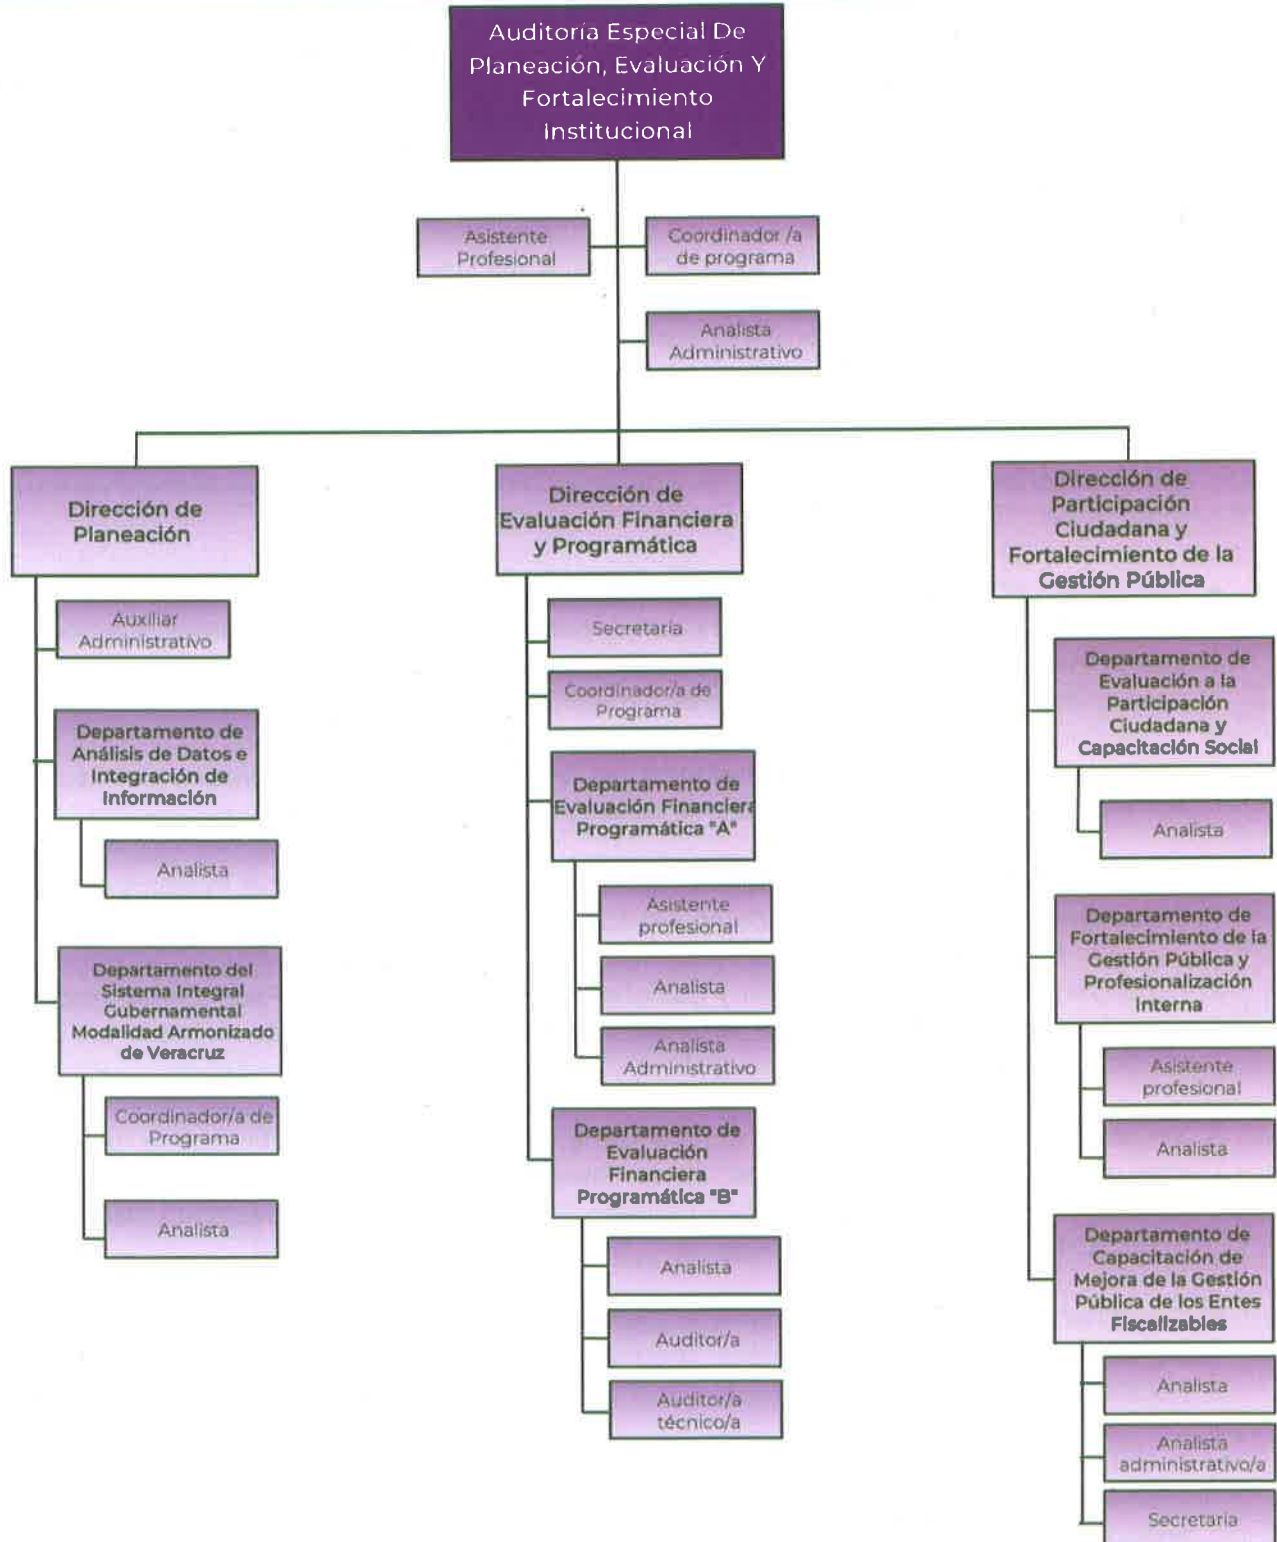 Auditoría Especial De
Planeación, Evaluación Y
Fortalecimiento
Institucional
Asistente
Profesional
Coordinador /a
de programa
Analista
Administrativo
Dirección de
Planeación
Auxiliar
Administrativo
Departamento de
Análisis de Datos e
Integración de
Información
Analista
Departamento del
Sistema Integral
Gubernamental
Modalidad Armonizado
de Veracruz
Coordinador/a de
Programa
Analista
Dirección de
Evaluación Financiera
y Programática
Secretaria
Coordinador/a de
Programa
Departamento de
Evaluación Financiera
Programática "A"
Asistente
profesional
Analista
Analista
Administrativo
Departamento de
Evaluación
Financiera
Programática "B"
Analista
Auditor/a
Auditor/a
técnico/a
Dirección de
Participación
Ciudadana y
Fortalecimiento de la
Gestión Pública
Departamento de
Evaluación a la
Participación
Ciudadana y
Capacitación Social
Analista
Departamento de
Fortalecimiento de la
Gestión Pública y
Profesionalización
Interna
Asistente
profesional
Analista
Departamento de
Capacitación de
Mejora de la Gestión
Pública de los Entes
Fiscalizables
Analista
Analista
administrativo/a
Secretaria